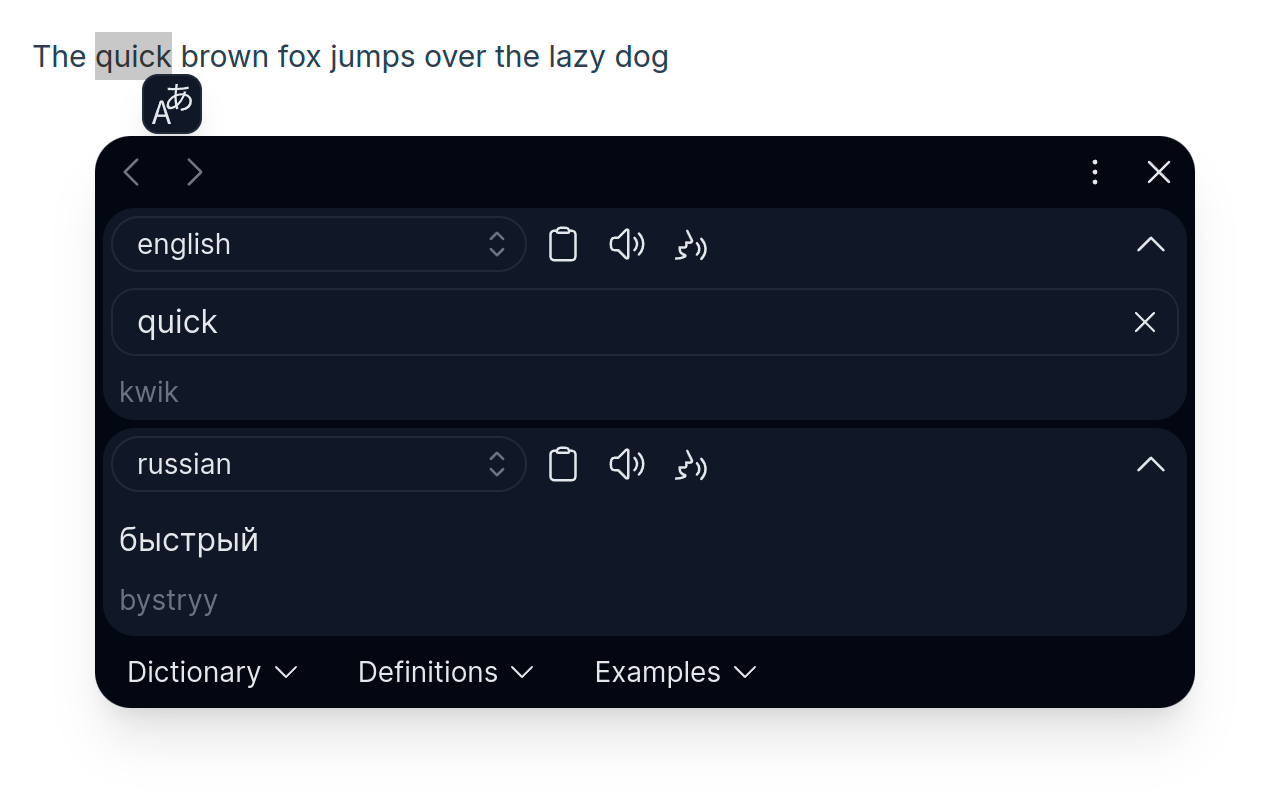 The quick brown fox jumps over the lazy dog
Aあ
english
quick
kwik
russian
быстрый
bystryy
Dictionary Definitions Examples